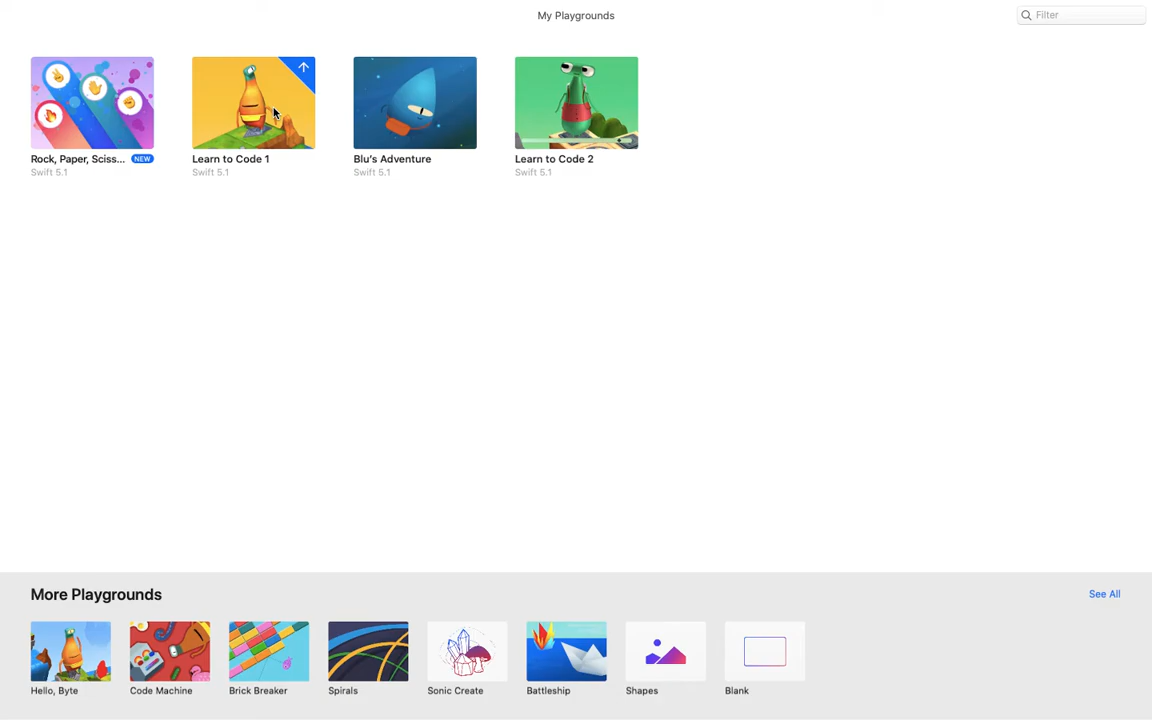 My Playgrounds
Filter
Rock, Paper, Sciss... NEW
Swift 5.1
Learn to Code 1
Swift 5.1
Blu's Adventure
Swift 5.1
Learn to Code 2
Swift 5.1
More Playgrounds
See All
Hello, Byte
Code Machine
Brick Breaker
Spirals
Sonic Create
Battleship
Shapes
Blank